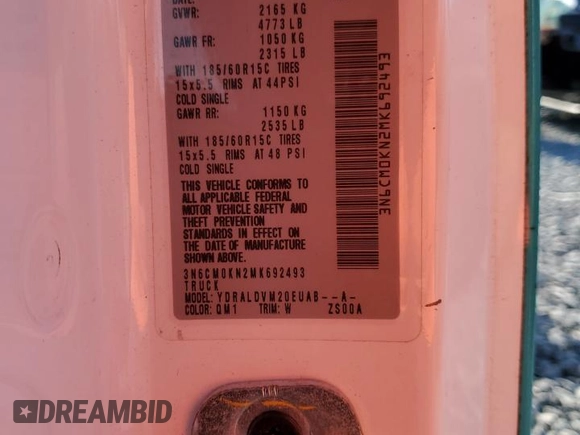 DATE:
GVWR: 2165 KG
4773 LB
GAWR FR: 1050 KG
2315 LB
WITH 185/60R15C TIRES
15x5.5 RIMS AT 44PSI
COLD SINGLE
GAWR RR: 1150 KG
2535 LB
WITH 185/60R15C TIRES
15x5.5 RIMS AT 48 PSI
COLD SINGLE
THIS VEHICLE CONFORMS TO
ALL APPLICABLE FEDERAL
MOTOR VEHICLE SAFETY AND
THEFT PREVENTION
STANDARDS IN EFFECT ON
THE DATE OF MANUFACTURE
SHOWN ABOVE.
3N6CM0KN2MK692493
TRUCK
MODEL: YDRALDVM20EUAB--A-
COLOR: QM1 TRIM: W ZS00A
3N6CM0KN2MK692493
DREAMBID